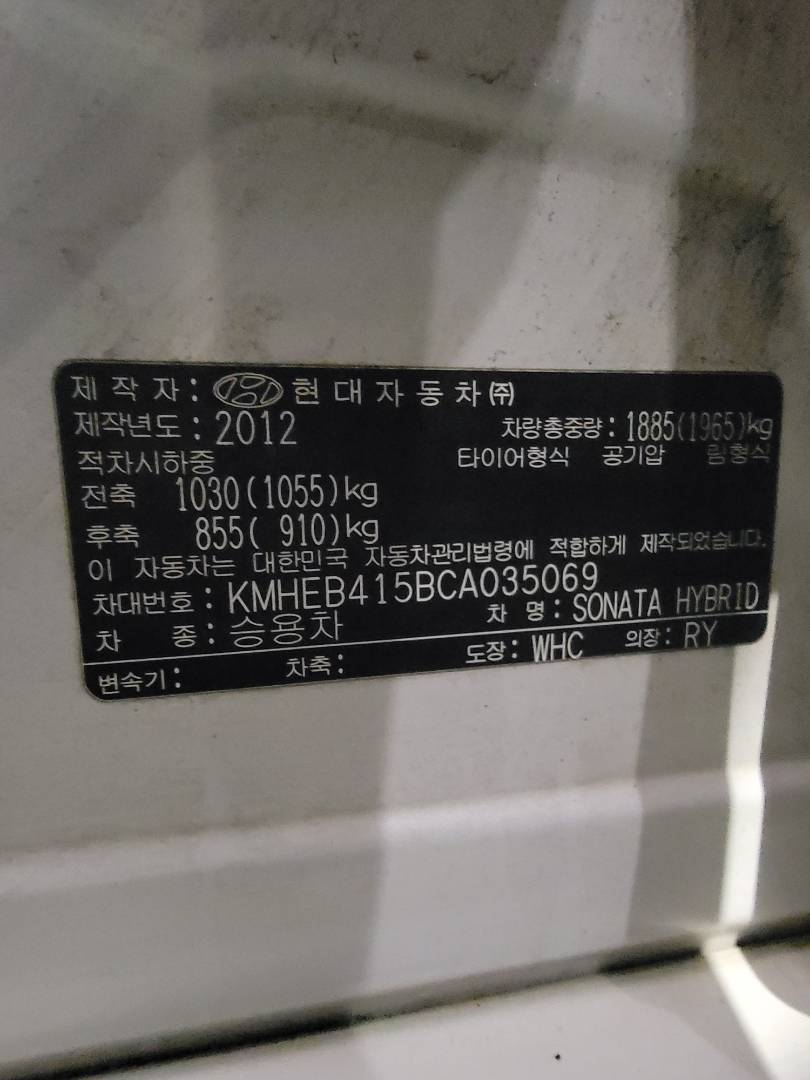 제 작 자 : 현 대 자 동 차 ㈜
제작년도 : 2012 차량총중량 : 1885(1965)kg
적차시하중 타이어형식 공기압 림형식
전축 1030(1055)kg
후축 855( 910)kg
이 자동차는 대한민국 자동차관리법령에 적합하게 제작되었습니다.
차대번호 : KMHEB415BCA035069
차 종 : 승용차 차 명 : SONATA HYBRID
변속기 : 차축 : 도장 : WHC 의장 : RY